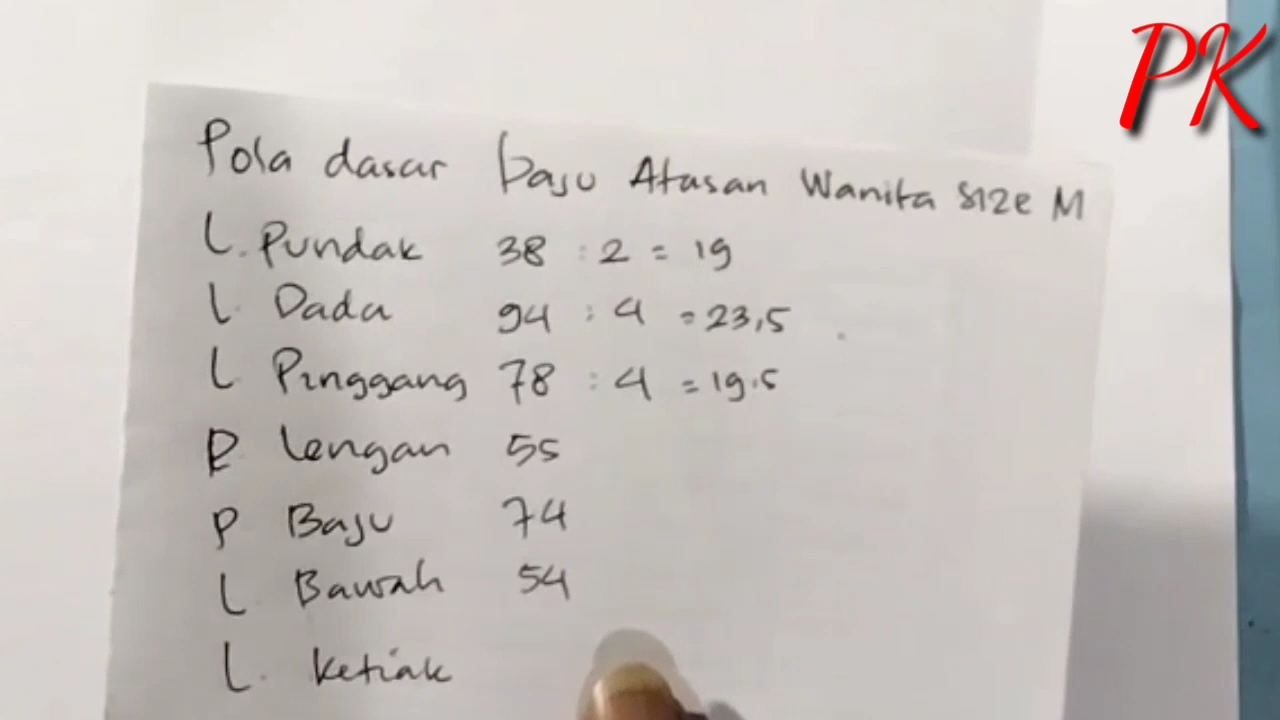 PK
Pola dasar baju Atasan Wanita size M
L. Pundak 38 : 2 = 19
L Dada 94 : 4 = 23,5
L Pinggang 78 : 4 = 19.5
P lengan 55
P Baju 74
L Bawah 54
L. Ketiak